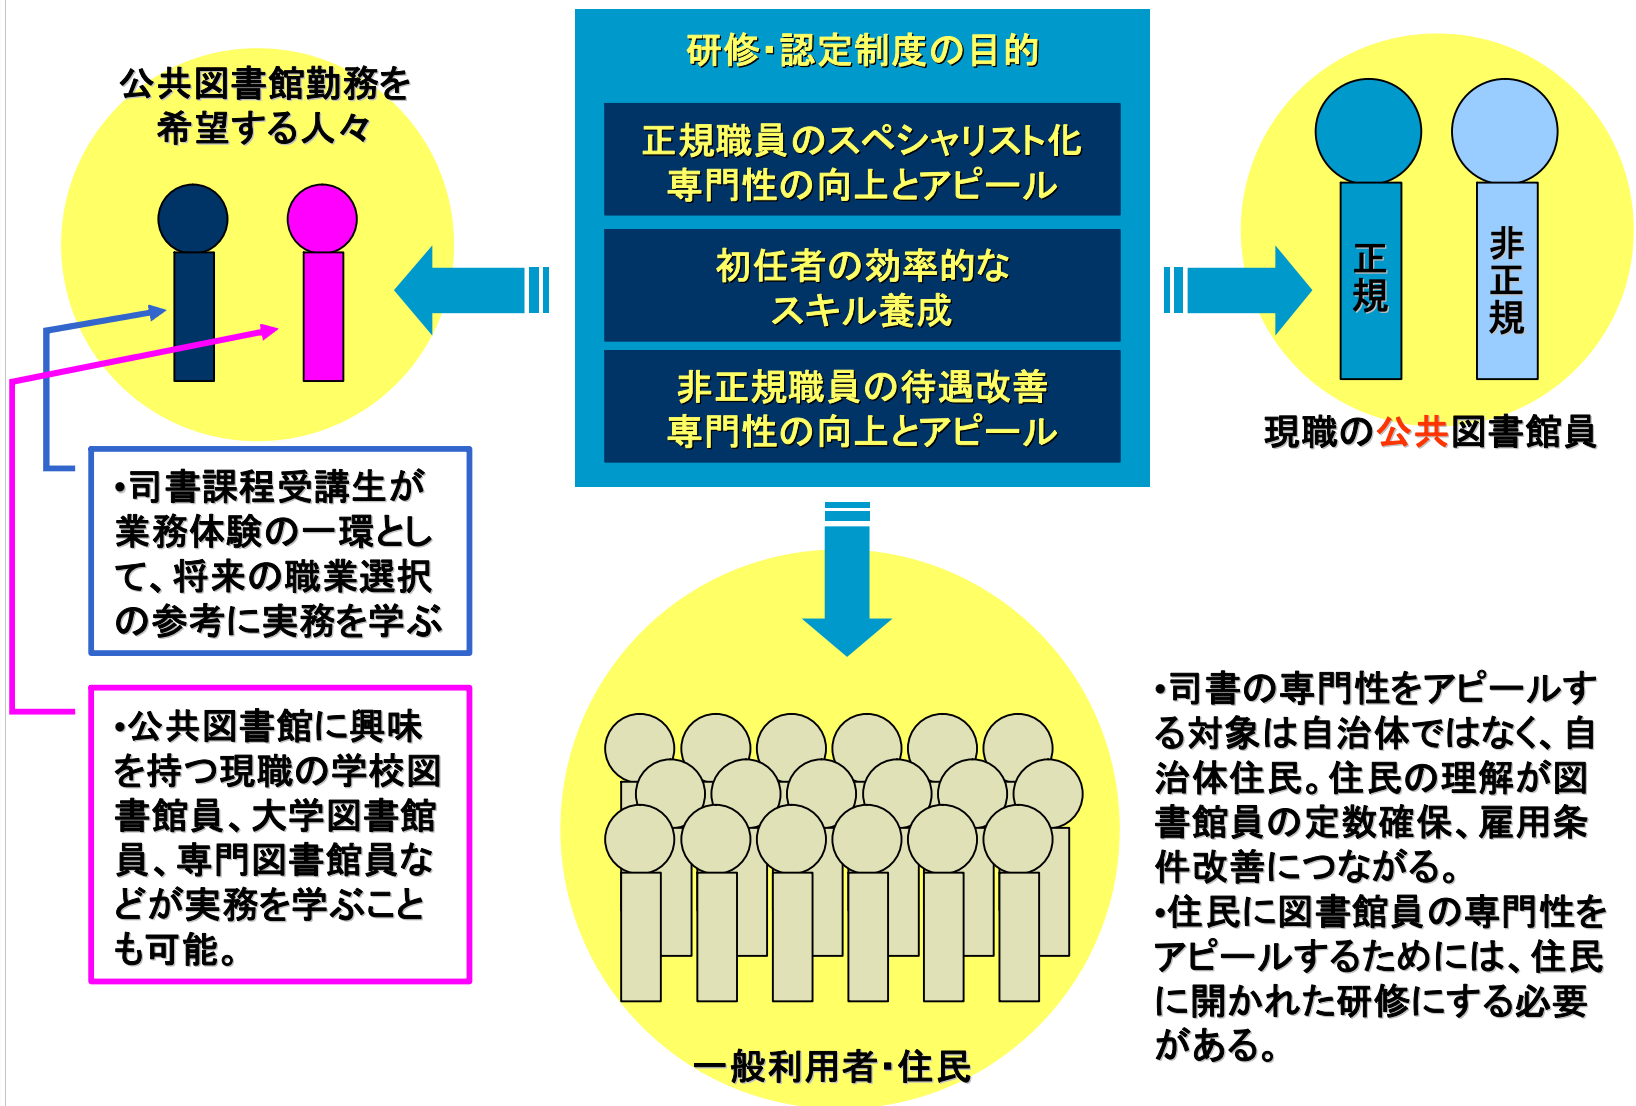 公共図書館勤務を
希望する人々
研修・認定制度の目的
正規職員のスペシャリスト化
専門性の向上とアピール
初任者の効率的な
スキル養成
非正規職員の待遇改善
専門性の向上とアピール
正規
非正規
現職の公共図書館員
・司書課程受講生が
業務体験の一環とし
て、将来の職業選択
の参考に実務を学ぶ
・公共図書館に興味
を持つ現職の学校図
書館員、大学図書館
員、専門図書館員な
どが実務を学ぶこと
も可能。
一般利用者・住民
・司書の専門性をアピールす
る対象は自治体ではなく、自
治体住民。住民の理解が図
書館員の定数確保、雇用条
件改善につながる。
・住民に図書館員の専門性を
アピールするためには、住民
に開かれた研修にする必要
がある。